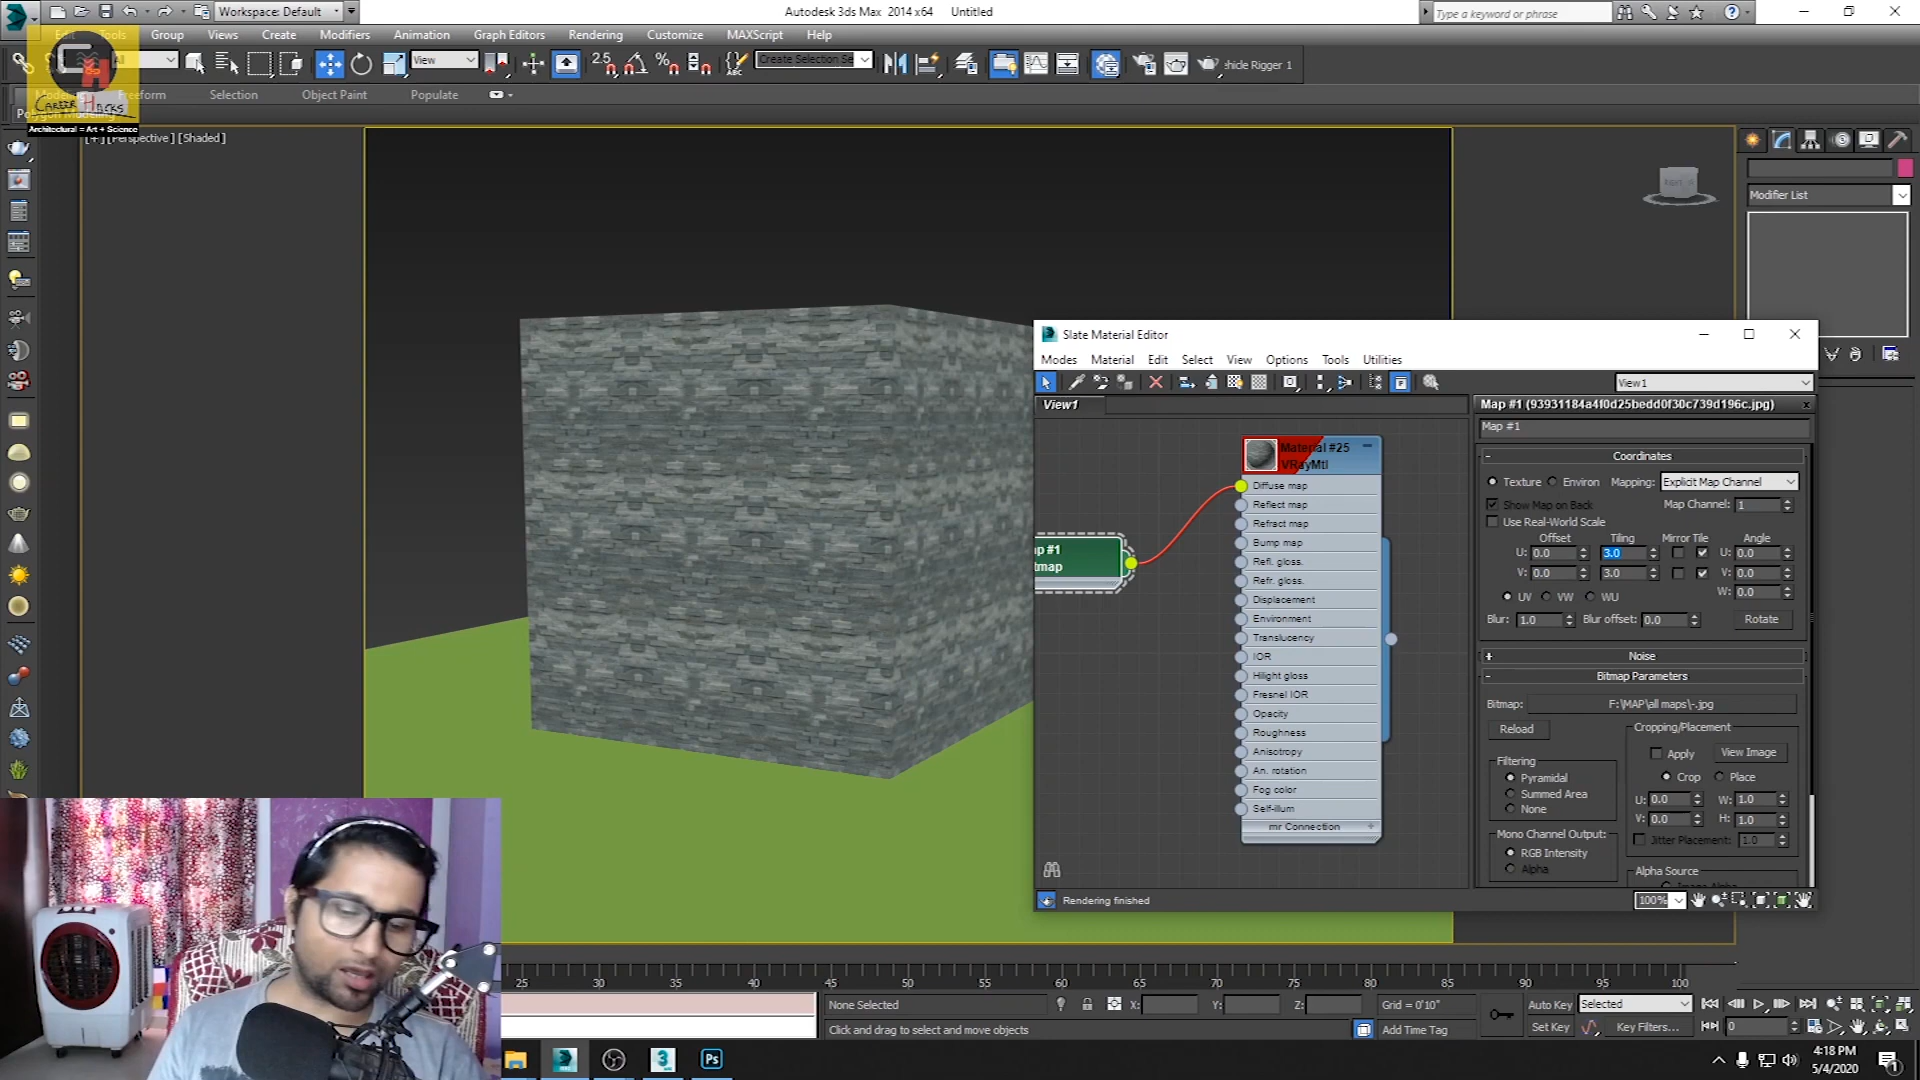 Workspace: Default
Autodesk 3ds Max 2014 x64 Untitled
Type a keyword or phrase
Edit Tools Group Views Create Modifiers Animation Graph Editors Rendering Customize MAXScript Help
All
View
2.5
Create Selection Se
hicle Rigger 1
CAREER HACKS
Architectural = Art + Science
Freeform Selection Object Paint Populate
Polygon Modeling
[+] [Perspective] [Shaded]
Modifier List
Slate Material Editor
Modes Material Edit Select View Options Tools Utilities
View1
View1
Map #1 (93931184a4f0d25bedd0f30c739d196c.jpg)
Map #1
Coordinates
Texture Environ Mapping: Explicit Map Channel
Show Map on Back Map Channel: 1
Use Real-World Scale
Offset Tiling Mirror Tile Angle
U: 0.0 3.0 U: 0.0
V: 0.0 3.0 V: 0.0
W: 0.0
UV VW WU
Blur: 1.0 Blur offset: 0.0 Rotate
Noise
Bitmap Parameters
Bitmap: F:\MAP\all maps\-.jpg
Reload
Cropping/Placement
Apply View Image
Crop Place
U: 0.0 W: 1.0
V: 0.0 H: 1.0
Jitter Placement: 1.0
Filtering
Pyramidal
Summed Area
None
Mono Channel Output:
RGB Intensity
Alpha
Alpha Source
Material #25
VRayMtl
Diffuse map
Reflect map
Refract map
Bump map
Refl. gloss.
Refr. gloss.
Displacement
Environment
Translucency
IOR
Hilight gloss
Fresnel IOR
Opacity
Roughness
Anisotropy
An. rotation
Fog color
Self-illum
mr Connection
ap #1
tmap
Rendering finished
100%
25 30 35 40 45 50 55 60 65 70 75 80 85 90 95 100
None Selected
X: Y: Z: Grid = 0'10"
Click and drag to select and move objects
Add Time Tag
Auto Key Selected
Set Key Key Filters...
0
Ps
4:18 PM
5/4/2020